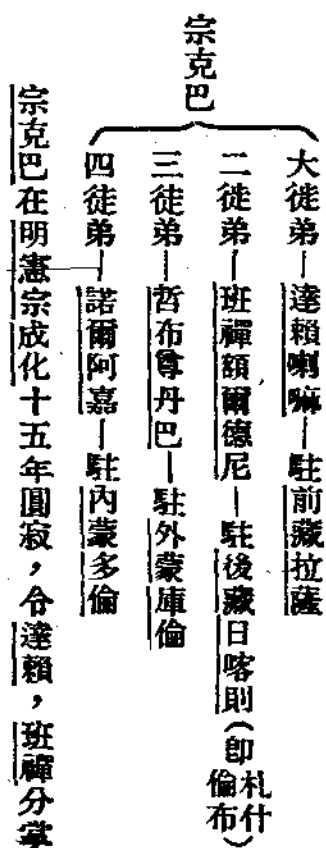 宗克巴
大徒弟—達賴喇嘛—駐前藏拉薩
二徒弟—班禪額爾德尼—駐後藏日喀則(卽札什倫布)
三徒弟—哲布尊丹巴—駐外蒙庫倫
四徒弟—諾爾阿嘉—駐內蒙多倫
宗克巴在明憲宗成化十五年圓寂，令達賴，班禪分掌